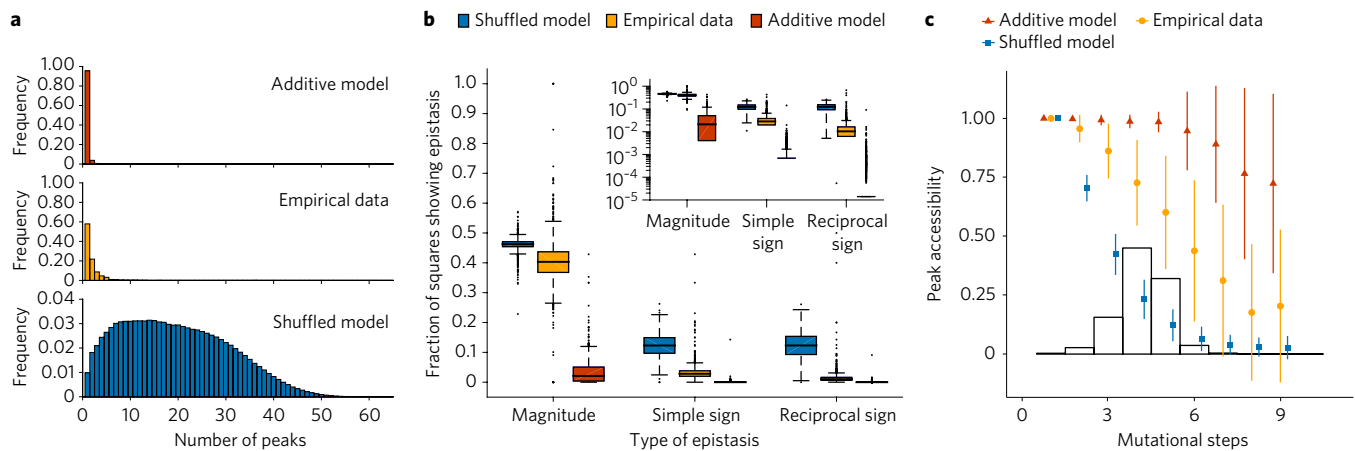 a
Frequency
1.00
0.80
0.60
0.40
0.20
0
Additive model
Frequency
1.00
0.80
0.60
0.40
0.20
0
Empirical data
Frequency
0.04
0.03
0.02
0.01
0
Shuffled model
0 10 20 30 40 50 60
Number of peaks
b
Shuffled model Empirical data Additive model
Fraction of squares showing epistasis
1.0
0.9
0.8
0.7
0.6
0.5
0.4
0.3
0.2
0.1
0
10⁰
10⁻¹
10⁻²
10⁻³
10⁻⁴
10⁻⁵
Magnitude Simple sign Reciprocal sign
Magnitude Simple sign Reciprocal sign
Type of epistasis
c
Additive model Empirical data
Shuffled model
Peak accessibility
1.00
0.75
0.50
0.25
0
0 3 6 9
Mutational steps